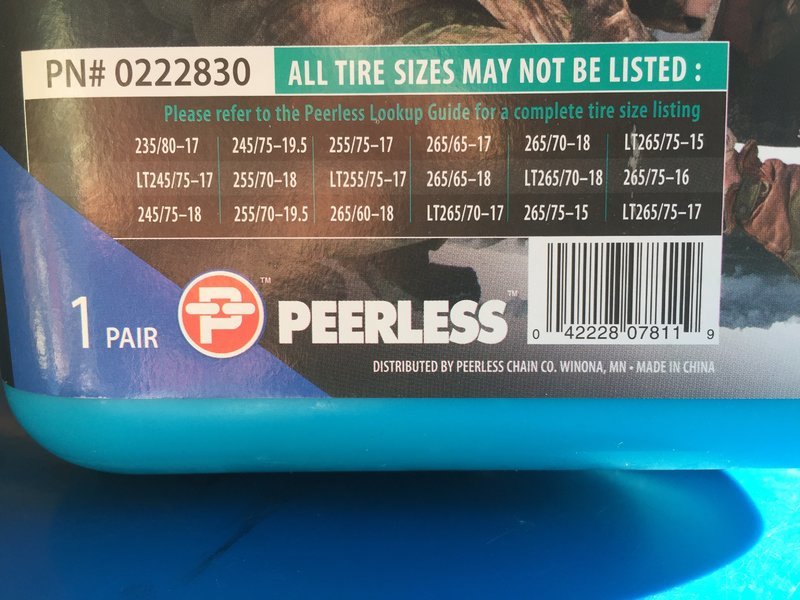 PN# 0222830 ALL TIRE SIZES MAY NOT BE LISTED :
Please refer to the Peerless Lookup Guide for a complete tire size listing
235/80–17 245/75–19.5 255/75–17 265/65–17 265/70–18 LT265/75–15
LT245/75–17 255/70–18 LT255/75–17 265/65–18 LT265/70–18 265/75–16
245/75–18 255/70–19.5 265/60–18 LT265/70–17 265/75–15 LT265/75–17
1 PAIR P PEERLESS™
0 42228 07811 9
DISTRIBUTED BY PEERLESS CHAIN CO. WINONA, MN • MADE IN CHINA